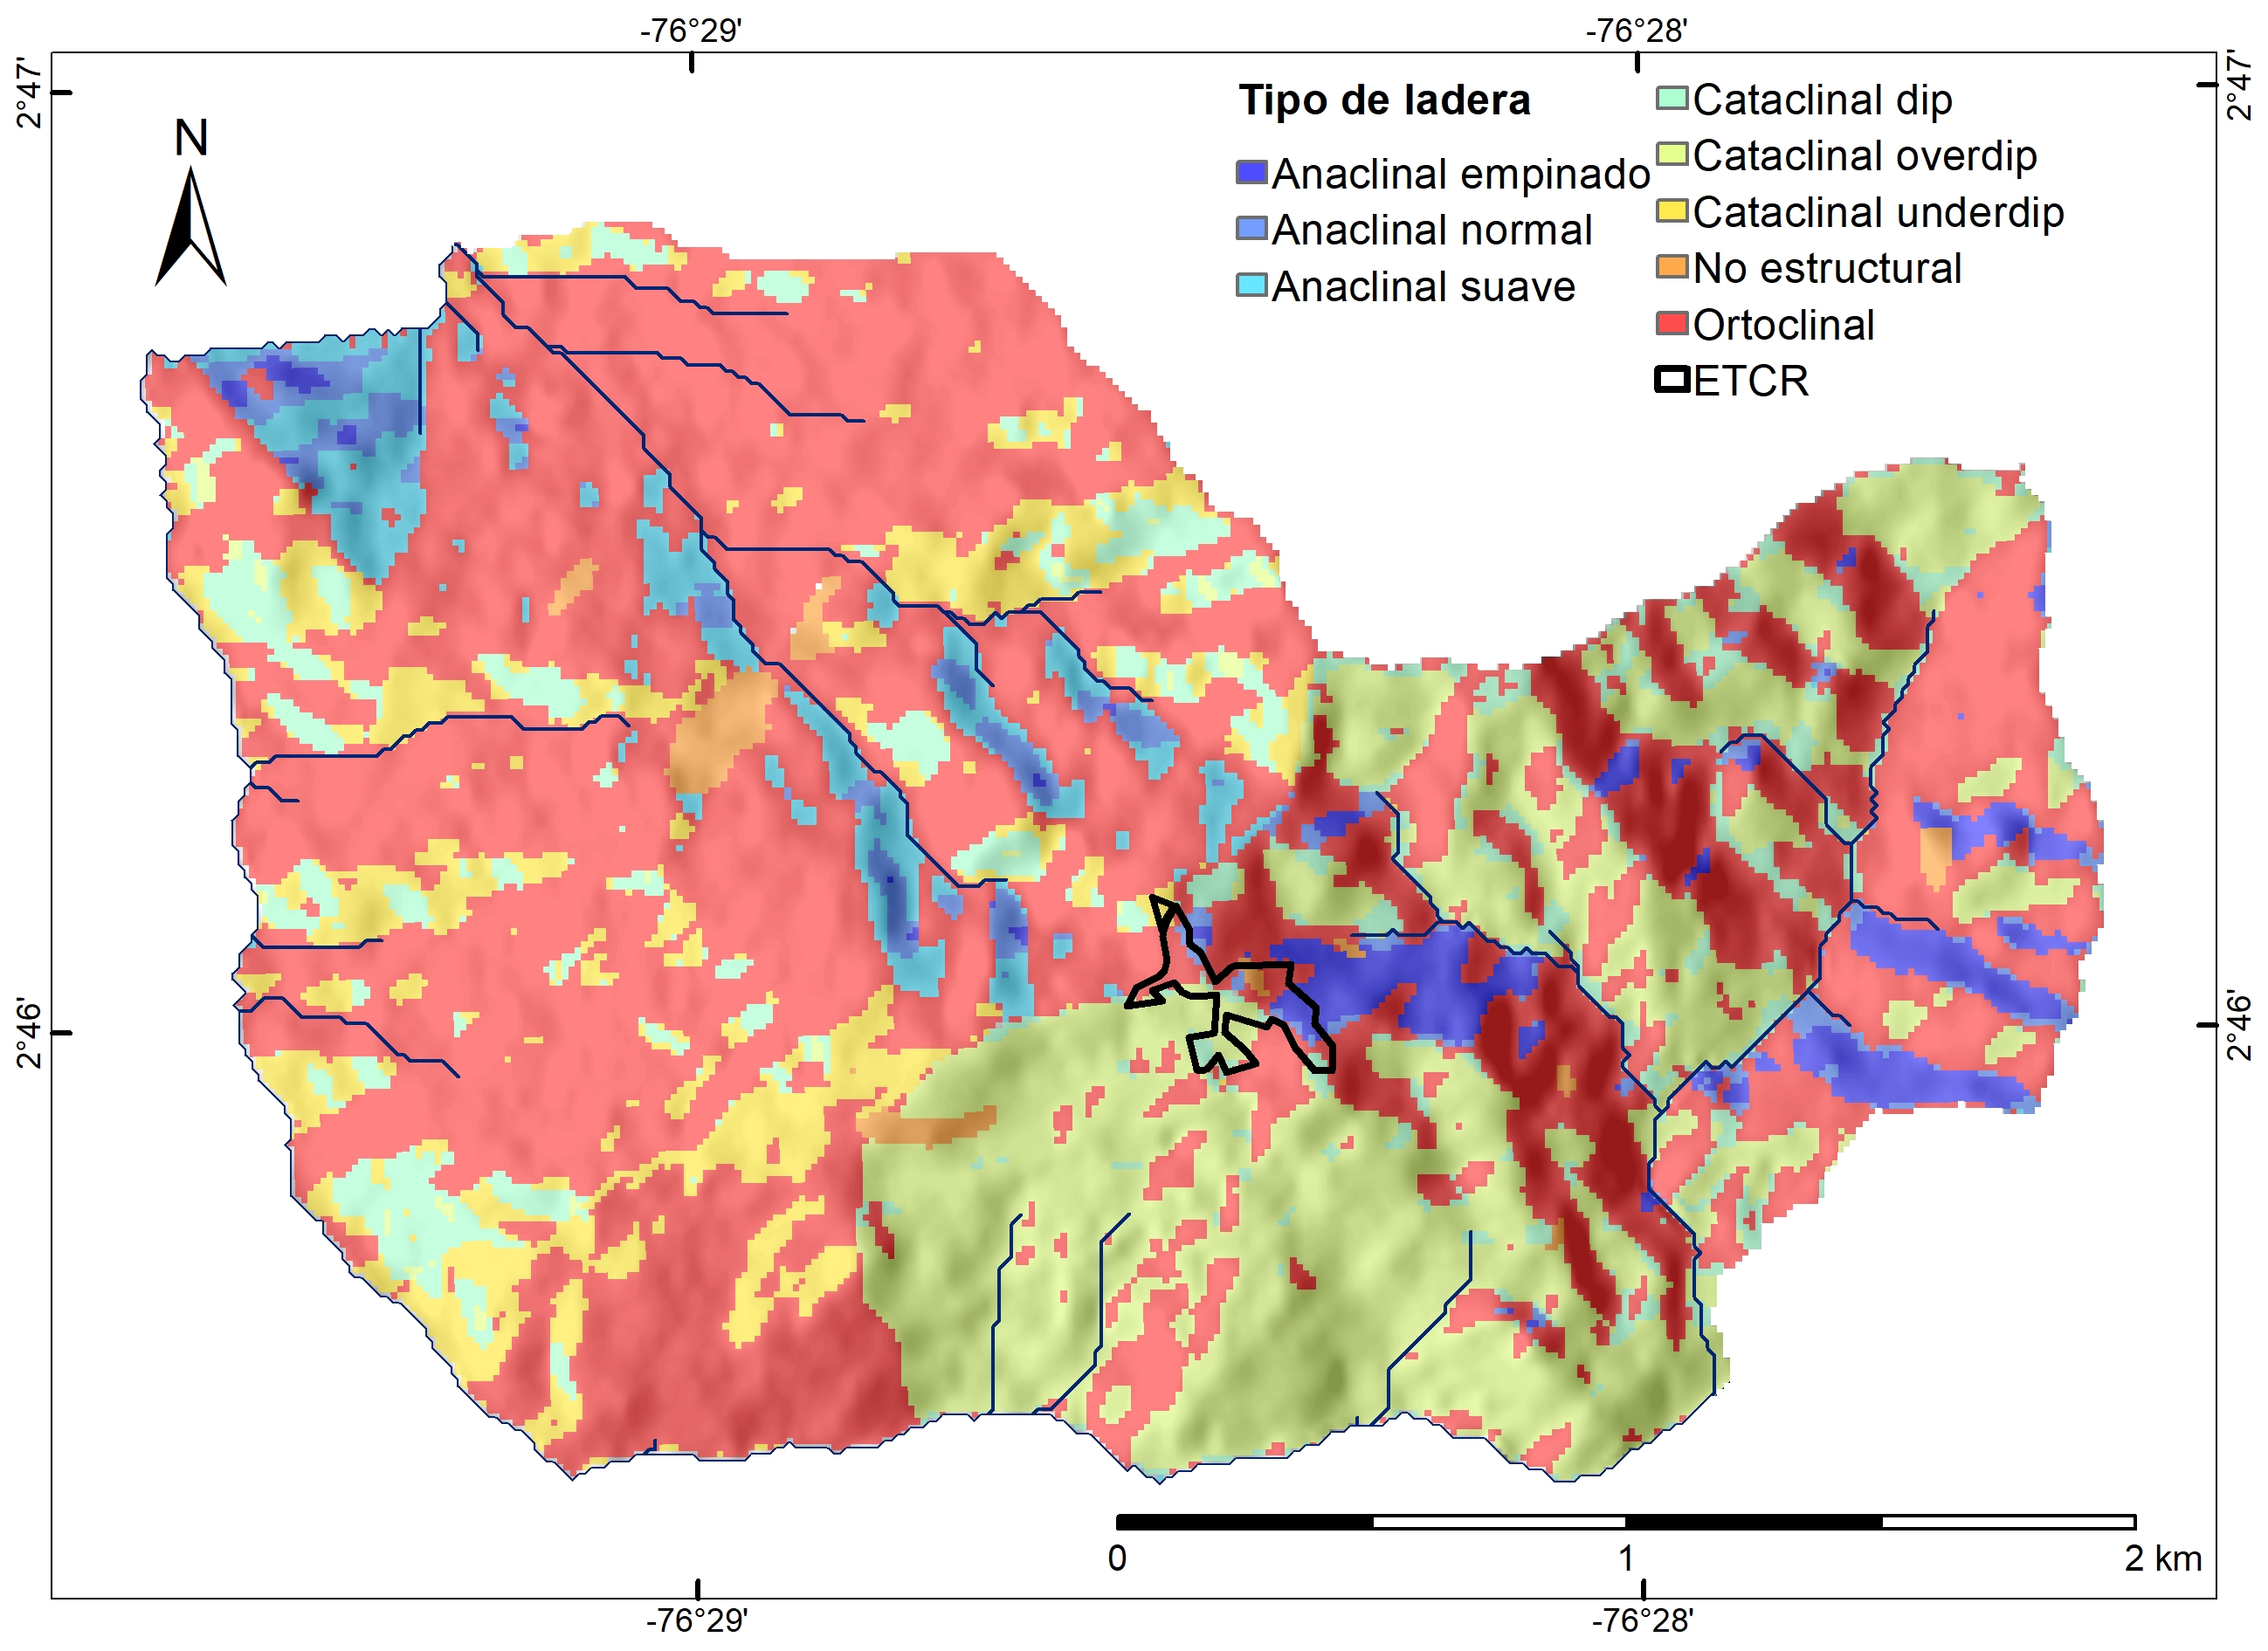 -76°29'
-76°28'
2°47'
2°47'
N
Tipo de ladera
Anaclinal empinado
Anaclinal normal
Anaclinal suave
Cataclinal dip
Cataclinal overdip
Cataclinal underdip
No estructural
Ortoclinal
ETCR
2°46'
2°46'
0 1 2 km
-76°29'
-76°28'